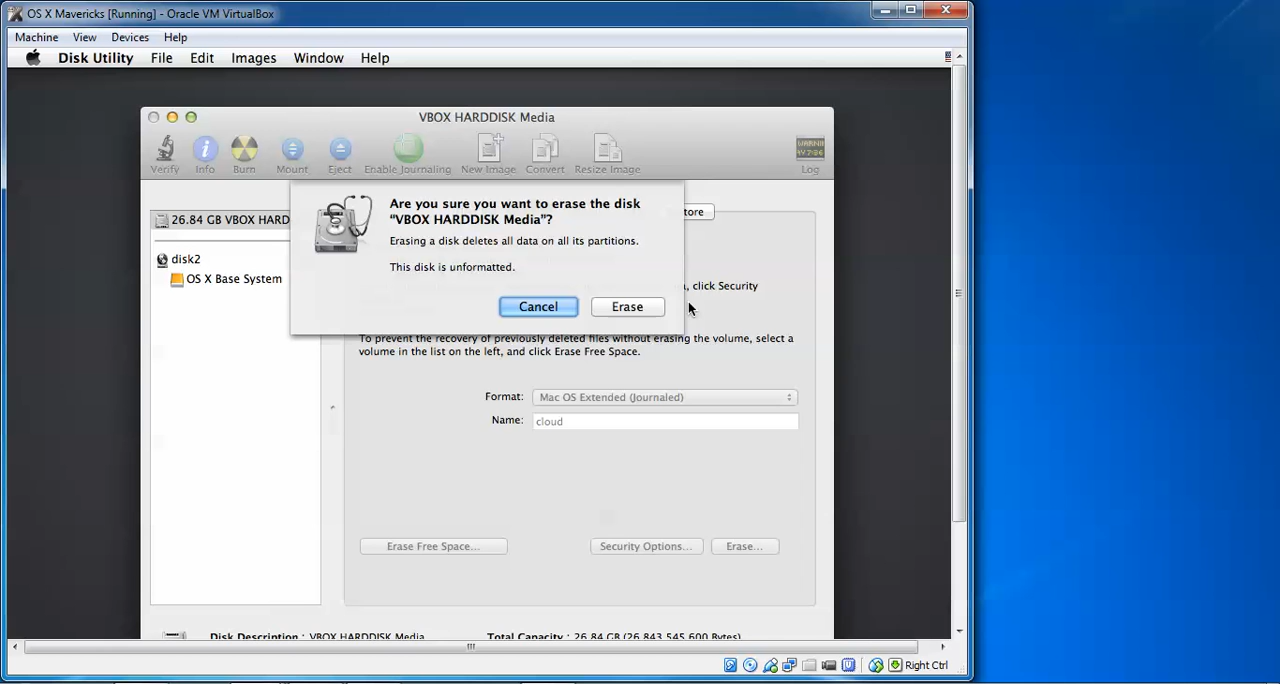 OS X Mavericks [Running] - Oracle VM VirtualBox
Machine View Devices Help
Disk Utility File Edit Images Window Help
VBOX HARDDISK Media
Verify Info Burn Mount Eject Enable Journaling New Image Convert Resize Image Log
26.84 GB VBOX HARD
disk2
OS X Base System
Are you sure you want to erase the disk
“VBOX HARDDISK Media”?
Erasing a disk deletes all data on all its partitions.
This disk is unformatted.
Cancel Erase
tore
, click Security
To prevent the recovery of previously deleted files without erasing the volume, select a
volume in the list on the left, and click Erase Free Space.
Format: Mac OS Extended (Journaled)
Name: cloud
Erase Free Space... Security Options... Erase...
Disk Description : VBOX HARDDISK Media Total Capacity : 26.84 GB (26,843,545,600 Bytes)
Right Ctrl